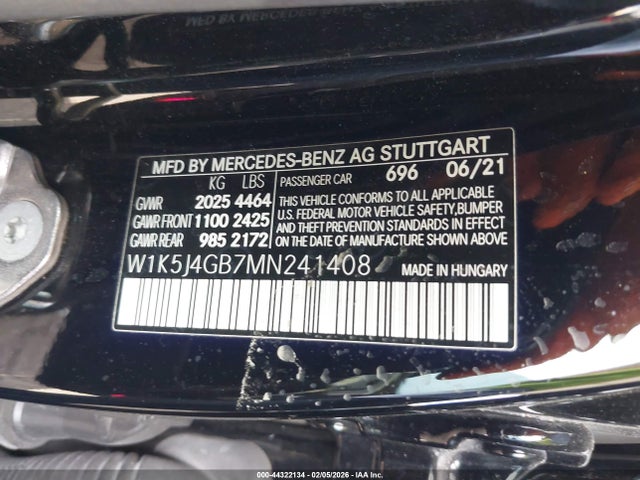 MFD BY MERCEDES-BENZ AG STUTTGART
KG LBS PASSENGER CAR 696 06/21
GVWR 2025 4464
GAWR FRONT 1100 2425
GAWR REAR 985 2172
THIS VEHICLE CONFORMS TO ALL APPLICABLE
U.S. FEDERAL MOTOR VEHICLE SAFETY,BUMPER
AND THEFT PREVENTION STANDARDS IN EFFECT
ON THE DATE OF MANUFACTURE SHOWN ABOVE.
W1K5J4GB7MN241408 MADE IN HUNGARY
000-44322134 - 02/05/2026 - IAA Inc.